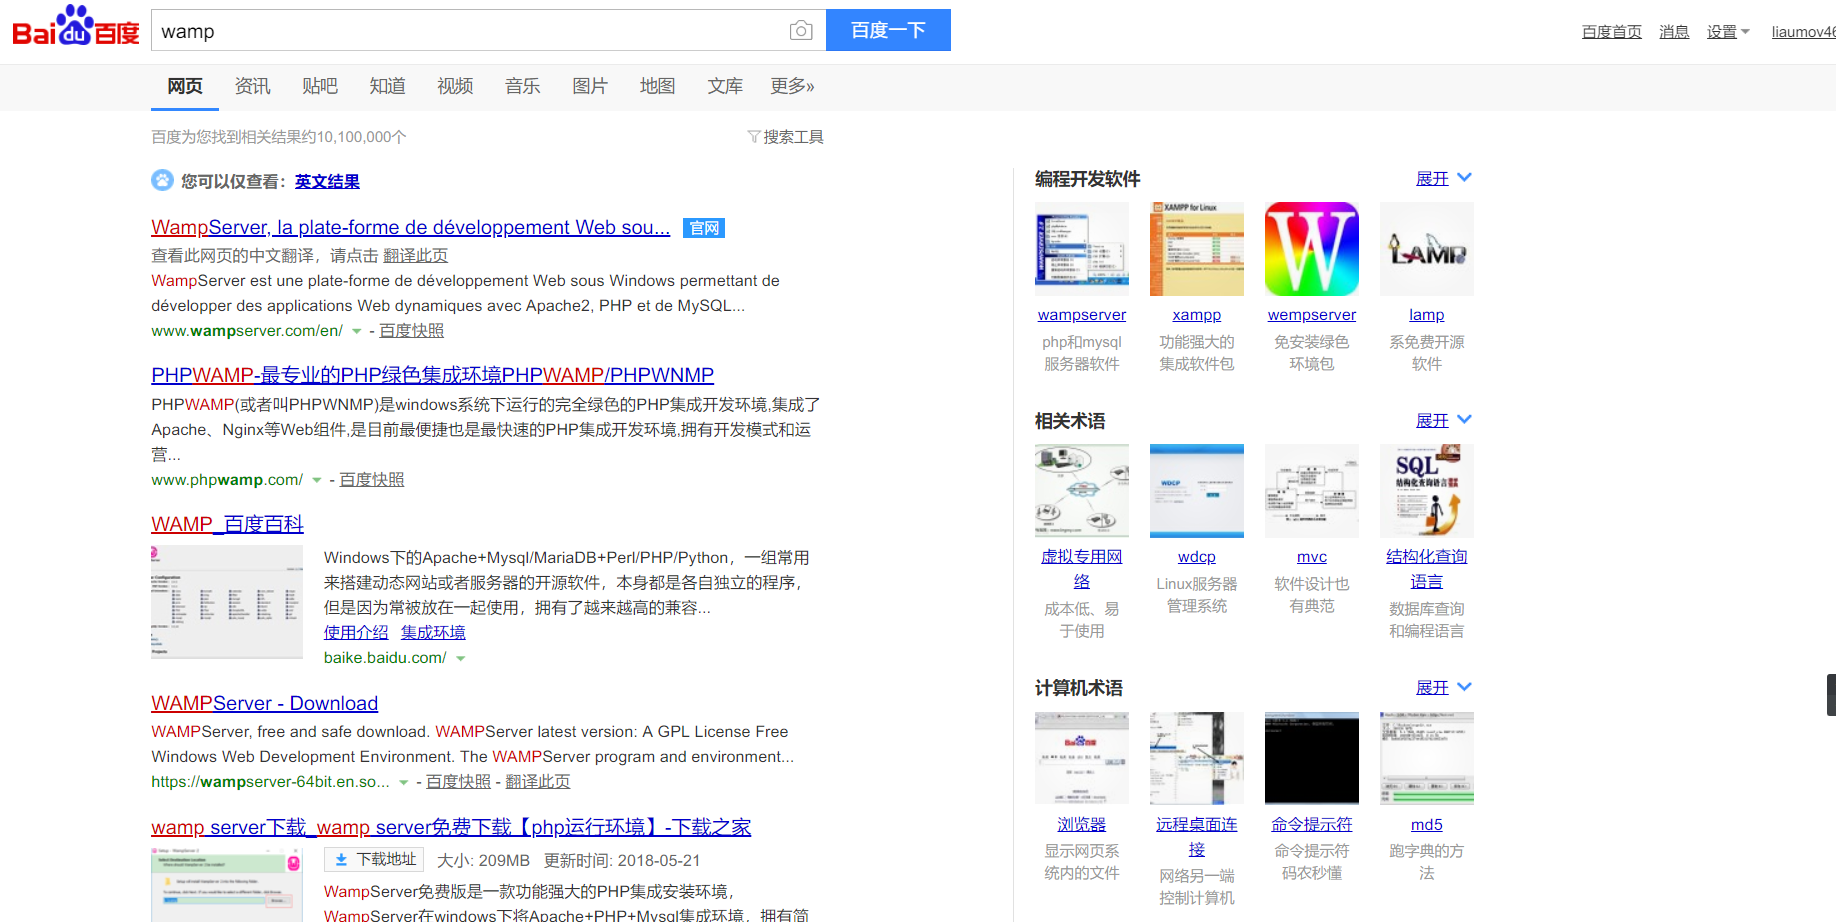 Bai du 百度
wamp
百度一下
百度首页 消息 设置 liaumov46
网页 资讯 贴吧 知道 视频 音乐 图片 地图 文库 更多»
百度为您找到相关结果约10,100,000个
搜索工具
您可以仅查看：英文结果
WampServer, la plate-forme de développement Web sou... 官网
查看此网页的中文翻译，请点击 翻译此页
WampServer est une plate-forme de développement Web sous Windows permettant de
développer des applications Web dynamiques avec Apache2, PHP et de MySQL...
www.wampserver.com/en/ - 百度快照
PHPWAMP-最专业的PHP绿色集成环境PHPWAMP/PHPWNMP
PHPWAMP(或者叫PHPWNMP)是windows系统下运行的完全绿色的PHP集成开发环境,集成了
Apache、Nginx等Web组件,是目前最便捷也是最快速的PHP集成开发环境,拥有开发模式和运
营...
www.phpwamp.com/ - 百度快照
WAMP_百度百科
Windows下的Apache+Mysql/MariaDB+Perl/PHP/Python，一组常用
来搭建动态网站或者服务器的开源软件，本身都是各自独立的程序，
但是因为常被放在一起使用，拥有了越来越高的兼容...
使用介绍 集成环境
baike.baidu.com/
WAMPServer - Download
WAMPServer, free and safe download. WAMPServer latest version: A GPL License Free
Windows Web Development Environment. The WAMPServer program and environment...
https://wampserver-64bit.en.so... - 百度快照 - 翻译此页
wamp server下载_wamp server免费下载【php运行环境】-下载之家
下载地址 大小: 209MB 更新时间: 2018-05-21
WampServer免费版是一款功能强大的PHP集成安装环境，
WampServer在windows下将Apache+PHP+Mysql集成环境，拥有简
编程开发软件 展开
XAMPP for Linux
W
LAMP
wampserver xampp wempserver lamp
php和mysql 功能强大的 免安装绿色 系免费开源
服务器软件 集成软件包 环境包 软件
相关术语 展开
WDCP
SQL
结构化查询语言
虚拟专用网 wdcp mvc 结构化查询
络 Linux服务器 软件设计也 语言
成本低、易 管理系统 有典范 数据库查询
于使用 和编程语言
计算机术语 展开
Bai百度
浏览器 远程桌面连 命令提示符 md5
显示网页系 接 命令提示符 跑字典的方
统内的文件 网络另一端 码农秒懂 法
控制计算机